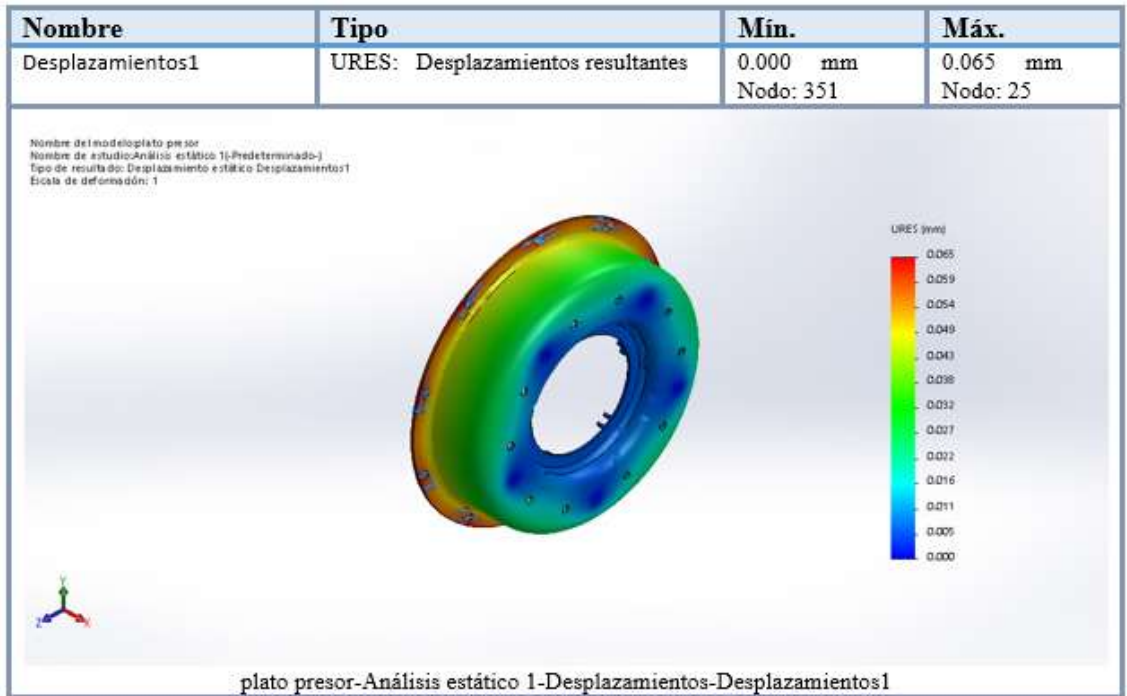 Nombre Tipo Mín. Máx.
Desplazamientos1 URES: Desplazamientos resultantes 0.000 mm 0.065 mm
Nodo: 351 Nodo: 25
Nombre del modelo:plato presor
Nombre de estudio:Análisis estático 1(-Predeterminado-)
Tipo de resultado: Desplazamiento estático Desplazamientos1
Escala de deformación: 1
URES (mm)
0.065
0.059
0.054
0.049
0.043
0.038
0.032
0.027
0.022
0.016
0.011
0.005
0.000
Y
Z X
plato presor-Análisis estático 1-Desplazamientos-Desplazamientos1